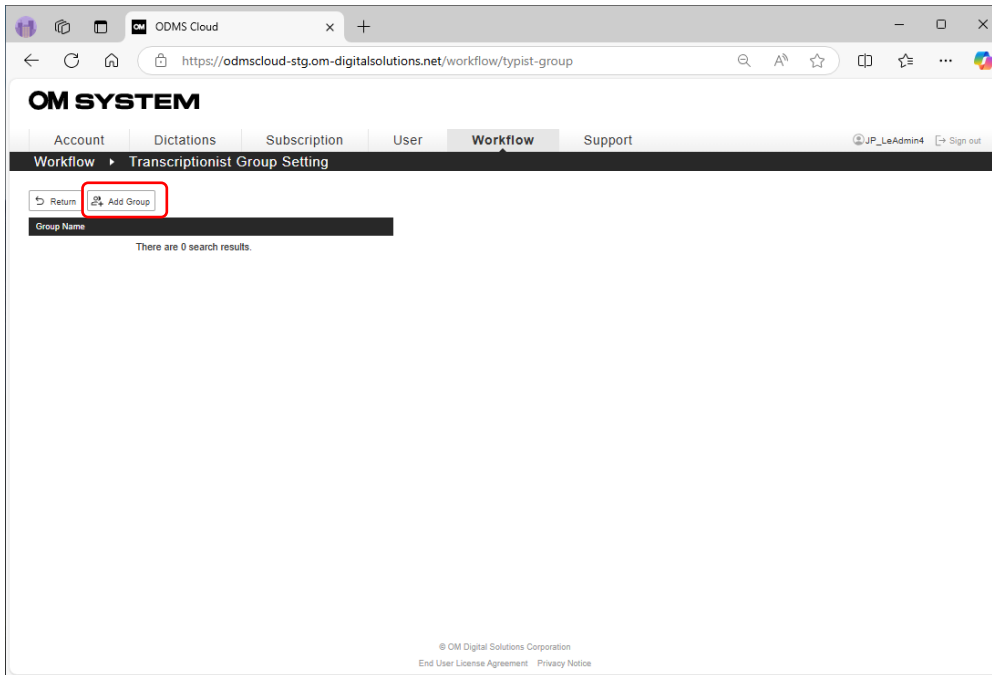 OM ODMS Cloud
https://odmscloud-stg.om-digitalsolutions.net/workflow/typist-group
OM SYSTEM
Account Dictations Subscription User Workflow Support JP_LeAdmin4 Sign out
Workflow Transcriptionist Group Setting
Return Add Group
Group Name
There are 0 search results.
© OM Digital Solutions Corporation
End User License Agreement Privacy Notice